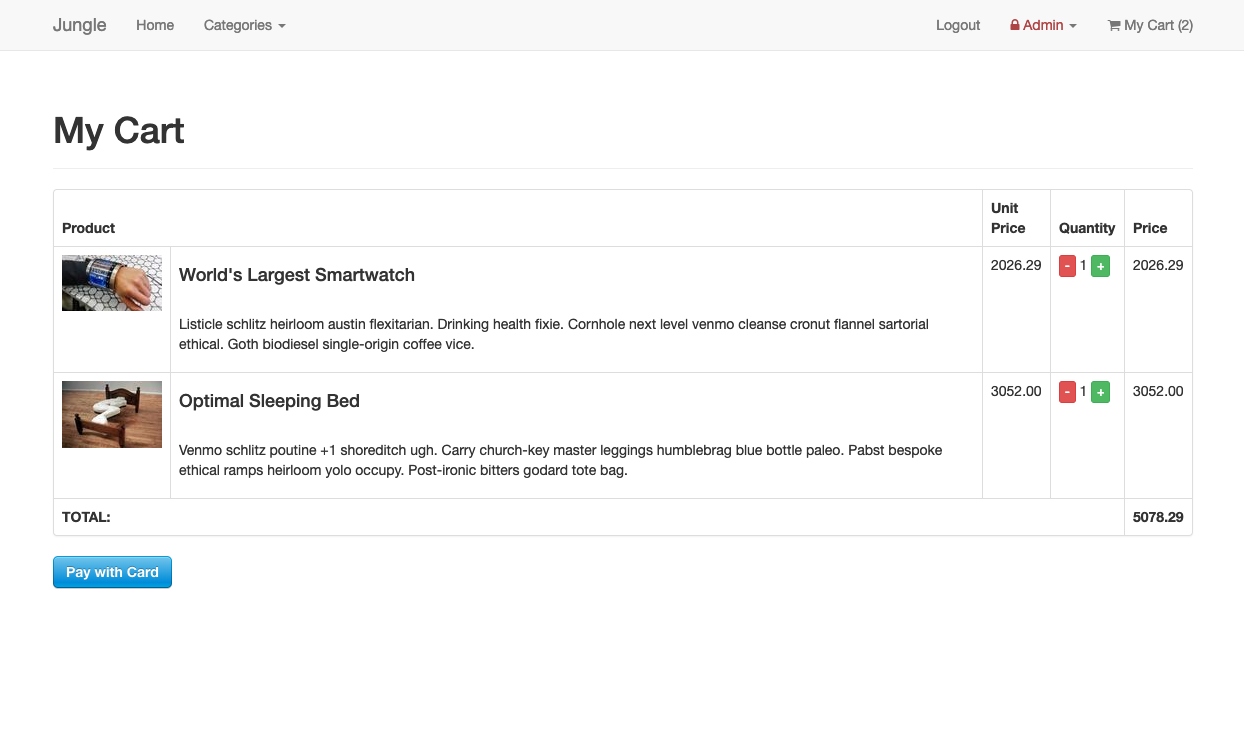 Jungle Home Categories Logout Admin My Cart (2)
My Cart
Product Unit Price Quantity Price
World's Largest Smartwatch 2026.29 - 1 + 2026.29
Listicle schlitz heirloom austin flexitarian. Drinking health fixie. Cornhole next level venmo cleanse cronut flannel sartorial
ethical. Goth biodiesel single-origin coffee vice.
Optimal Sleeping Bed 3052.00 - 1 + 3052.00
Venmo schlitz poutine +1 shoreditch ugh. Carry church-key master leggings humblebrag blue bottle paleo. Pabst bespoke
ethical ramps heirloom yolo occupy. Post-ironic bitters godard tote bag.
TOTAL: 5078.29
Pay with Card